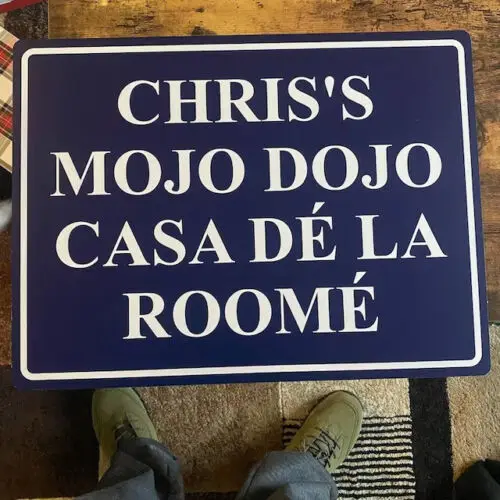 CHRIS'S
MOJO DOJO
CASA DÉ LA
ROOMÉ